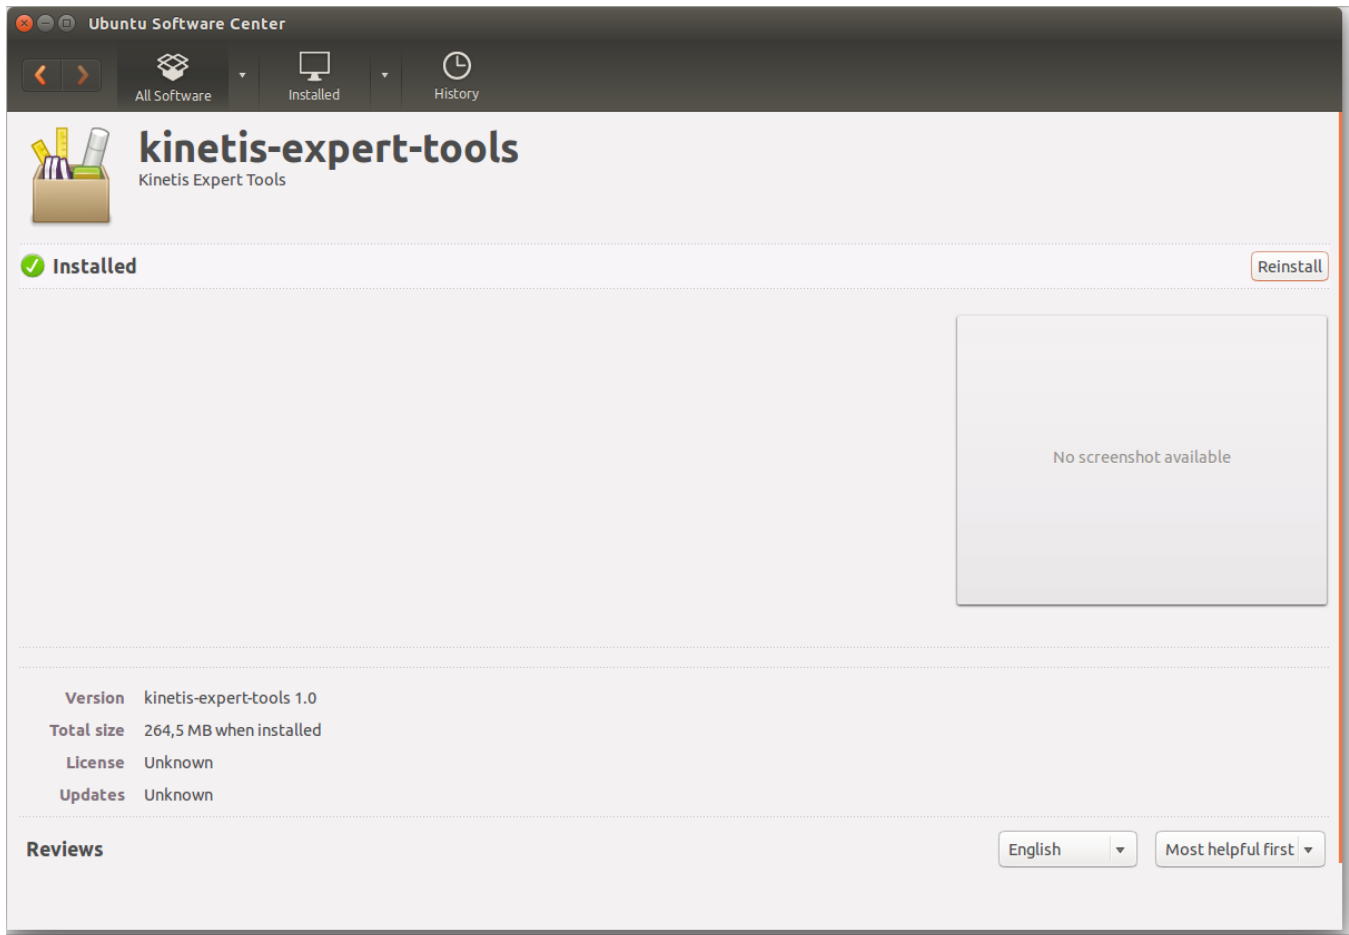 Ubuntu Software Center
All Software
Installed
History
kinetis-expert-tools
Kinetis Expert Tools
Installed
Reinstall
No screenshot available
Version kinetis-expert-tools 1.0
Total size 264,5 MB when installed
License Unknown
Updates Unknown
Reviews
English
Most helpful first